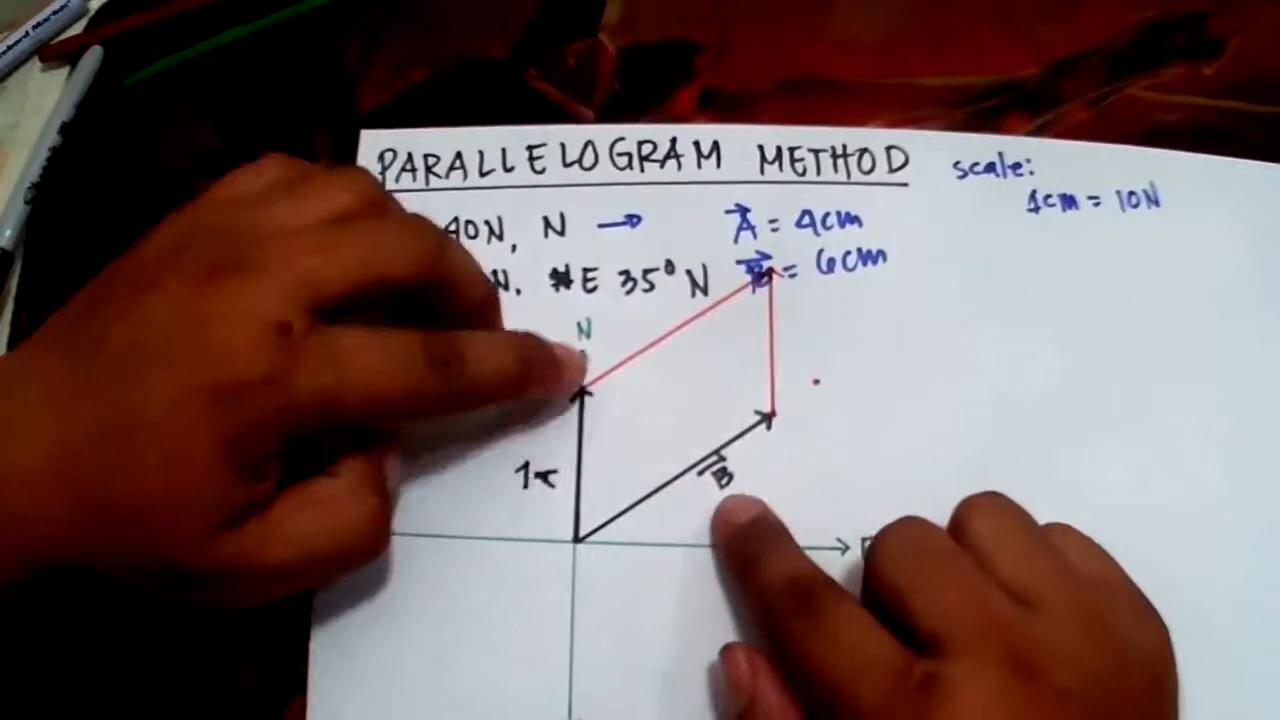 PARALLELOGRAM METHOD
scale:
1cm = 10N
40N, N → A = 4cm
N. E 35° N B = 6cm
N
A
B